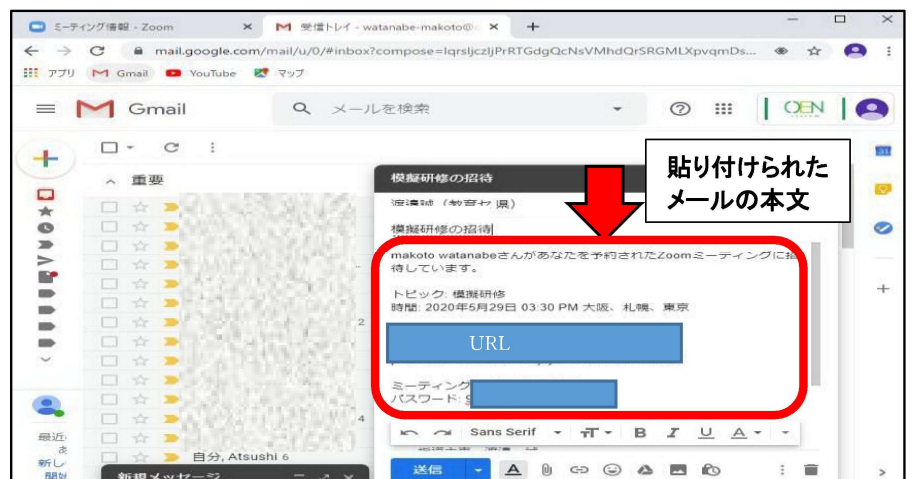 ミーティング情報 - Zoom
受信トレイ - watanabe-makoto@
mail.google.com/mail/u/0/#inbox?compose=IqrsljczljPrRTGdgQcNsVMhdQrSRGMLXpvqmDs...
アプリ Gmail YouTube マップ
Gmail
メールを検索
OEN
貼り付けられた
メールの本文
重要
模擬研修の招待
模擬研修の招待
makoto watanabeさんがあなたを予約されたZoomミーティングに招
待しています。
トピック: 模擬研修
時間: 2020年5月29日 03:30 PM 大阪、札幌、東京
URL
ミーティング
パスワード:
2
4
Sans Serif
自分, Atsushi 6
送信
新規メッセージ